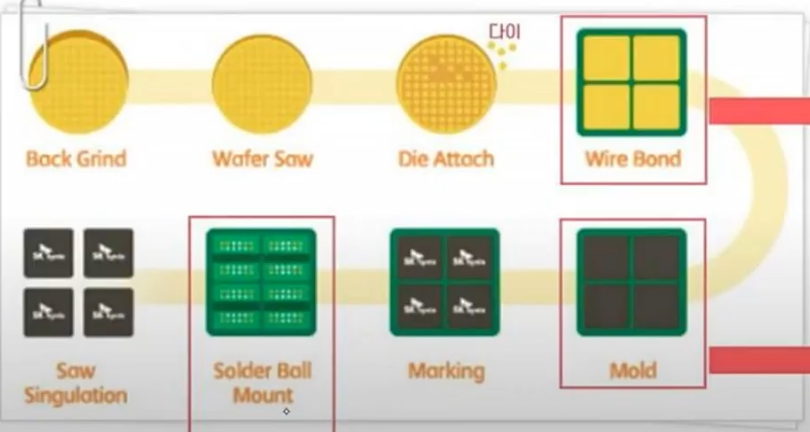 다이
Back Grind
Wafer Saw
Die Attach
Wire Bond
Saw
Singulation
Solder Ball
Mount
Marking
Mold